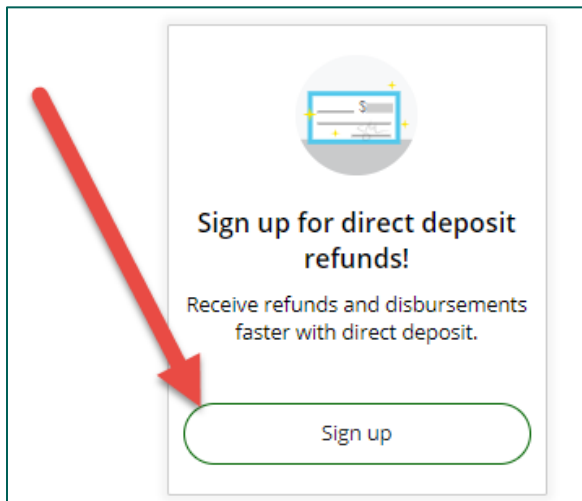 $
Sign up for direct deposit
refunds!
Receive refunds and disbursements
faster with direct deposit.
Sign up